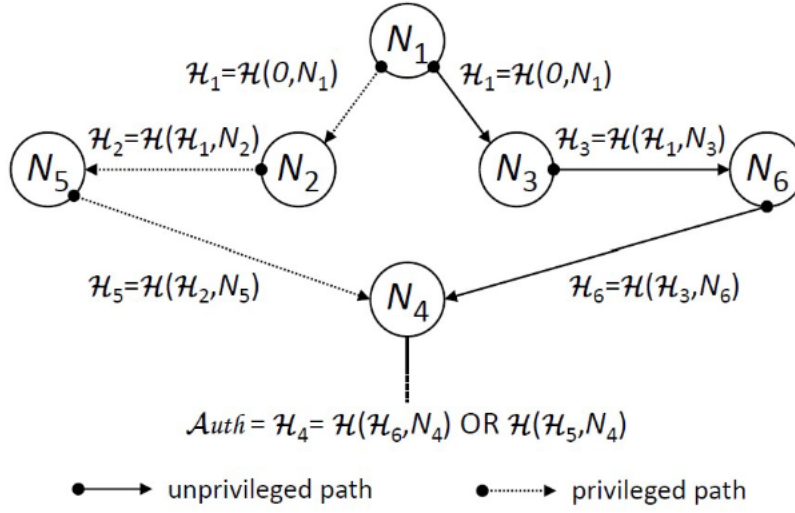 N₁
ℋ₁=ℋ(0,N₁) ℋ₁=ℋ(0,N₁)
N₅ ℋ₂=ℋ(ℋ₁,N₂) N₂ N₃ ℋ₃=ℋ(ℋ₁,N₃) N₆
ℋ₅=ℋ(ℋ₂,N₅) N₄ ℋ₆=ℋ(ℋ₃,N₆)
𝒜uth = ℋ₄= ℋ(ℋ₆,N₄) OR ℋ(ℋ₅,N₄)
unprivileged path privileged path